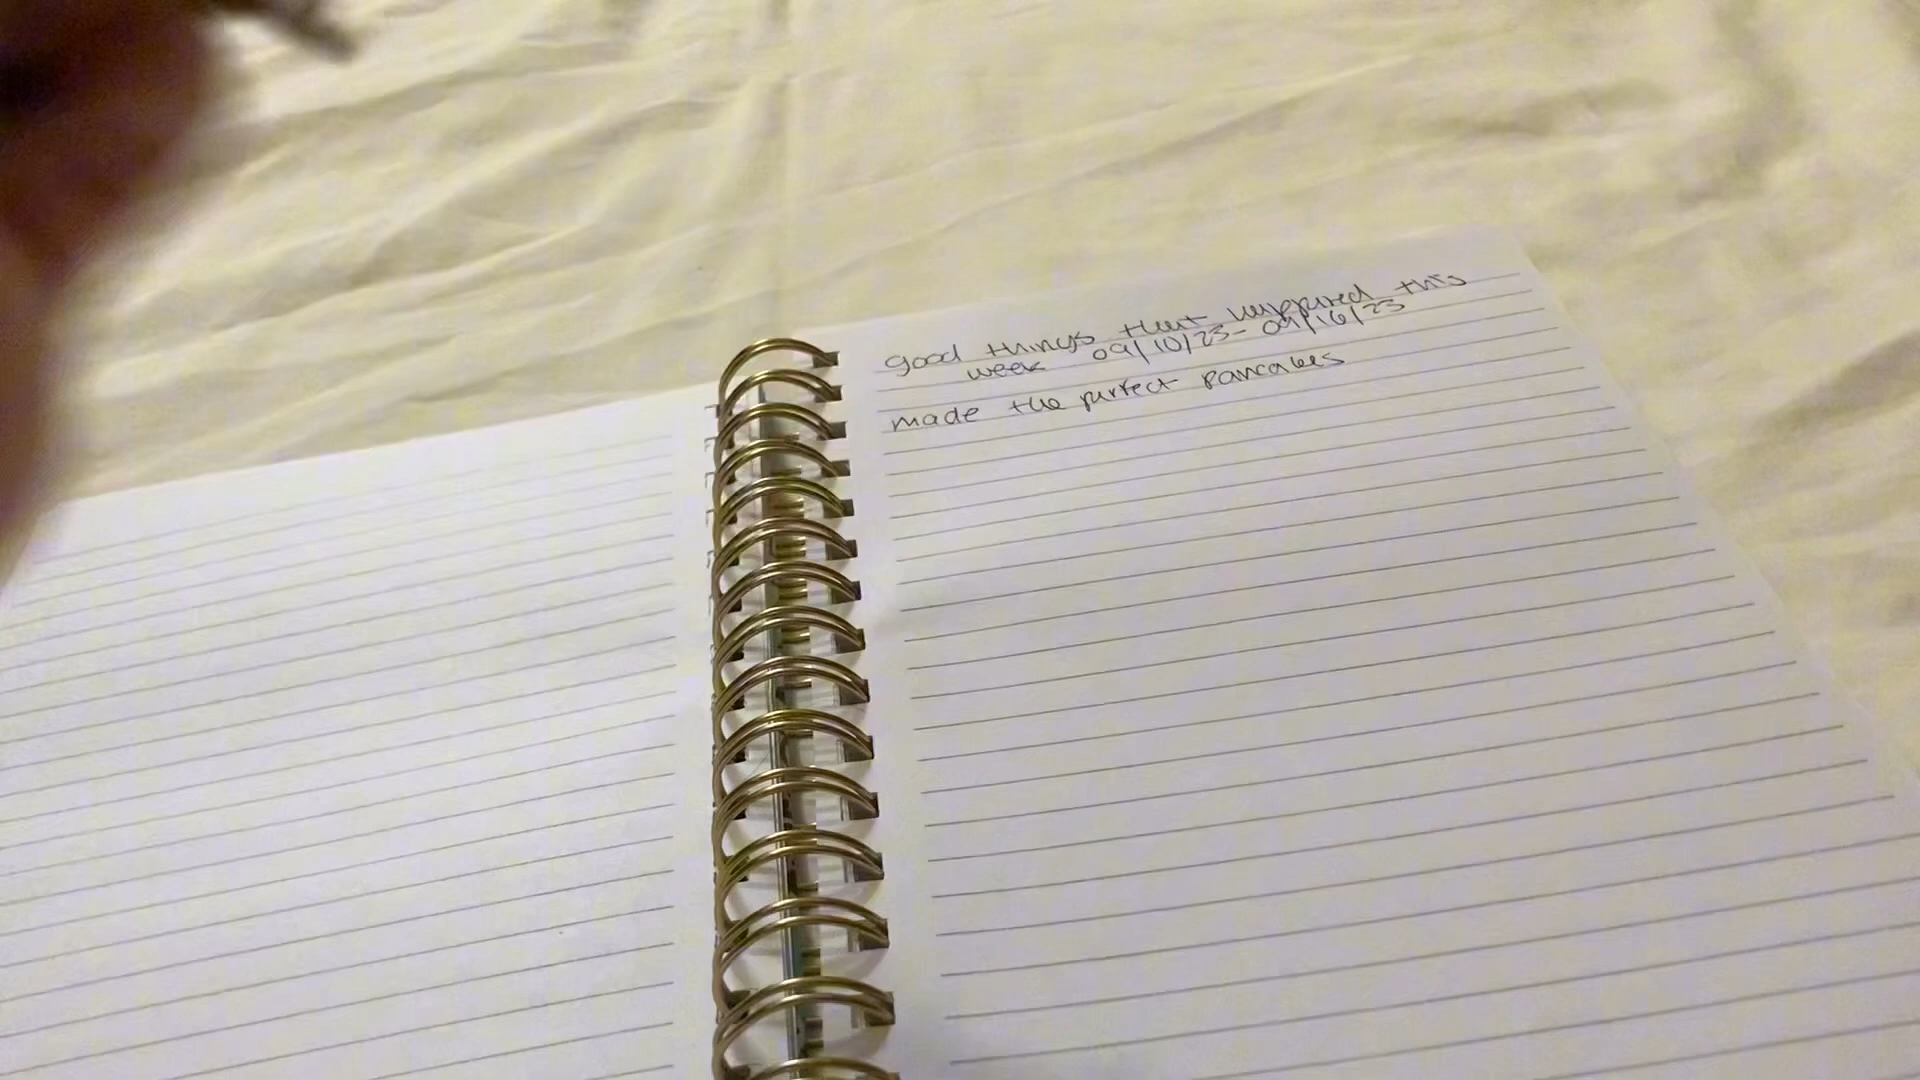 good things that happened this
week 09/10/23 - 09/16/23
made the perfect pancakes